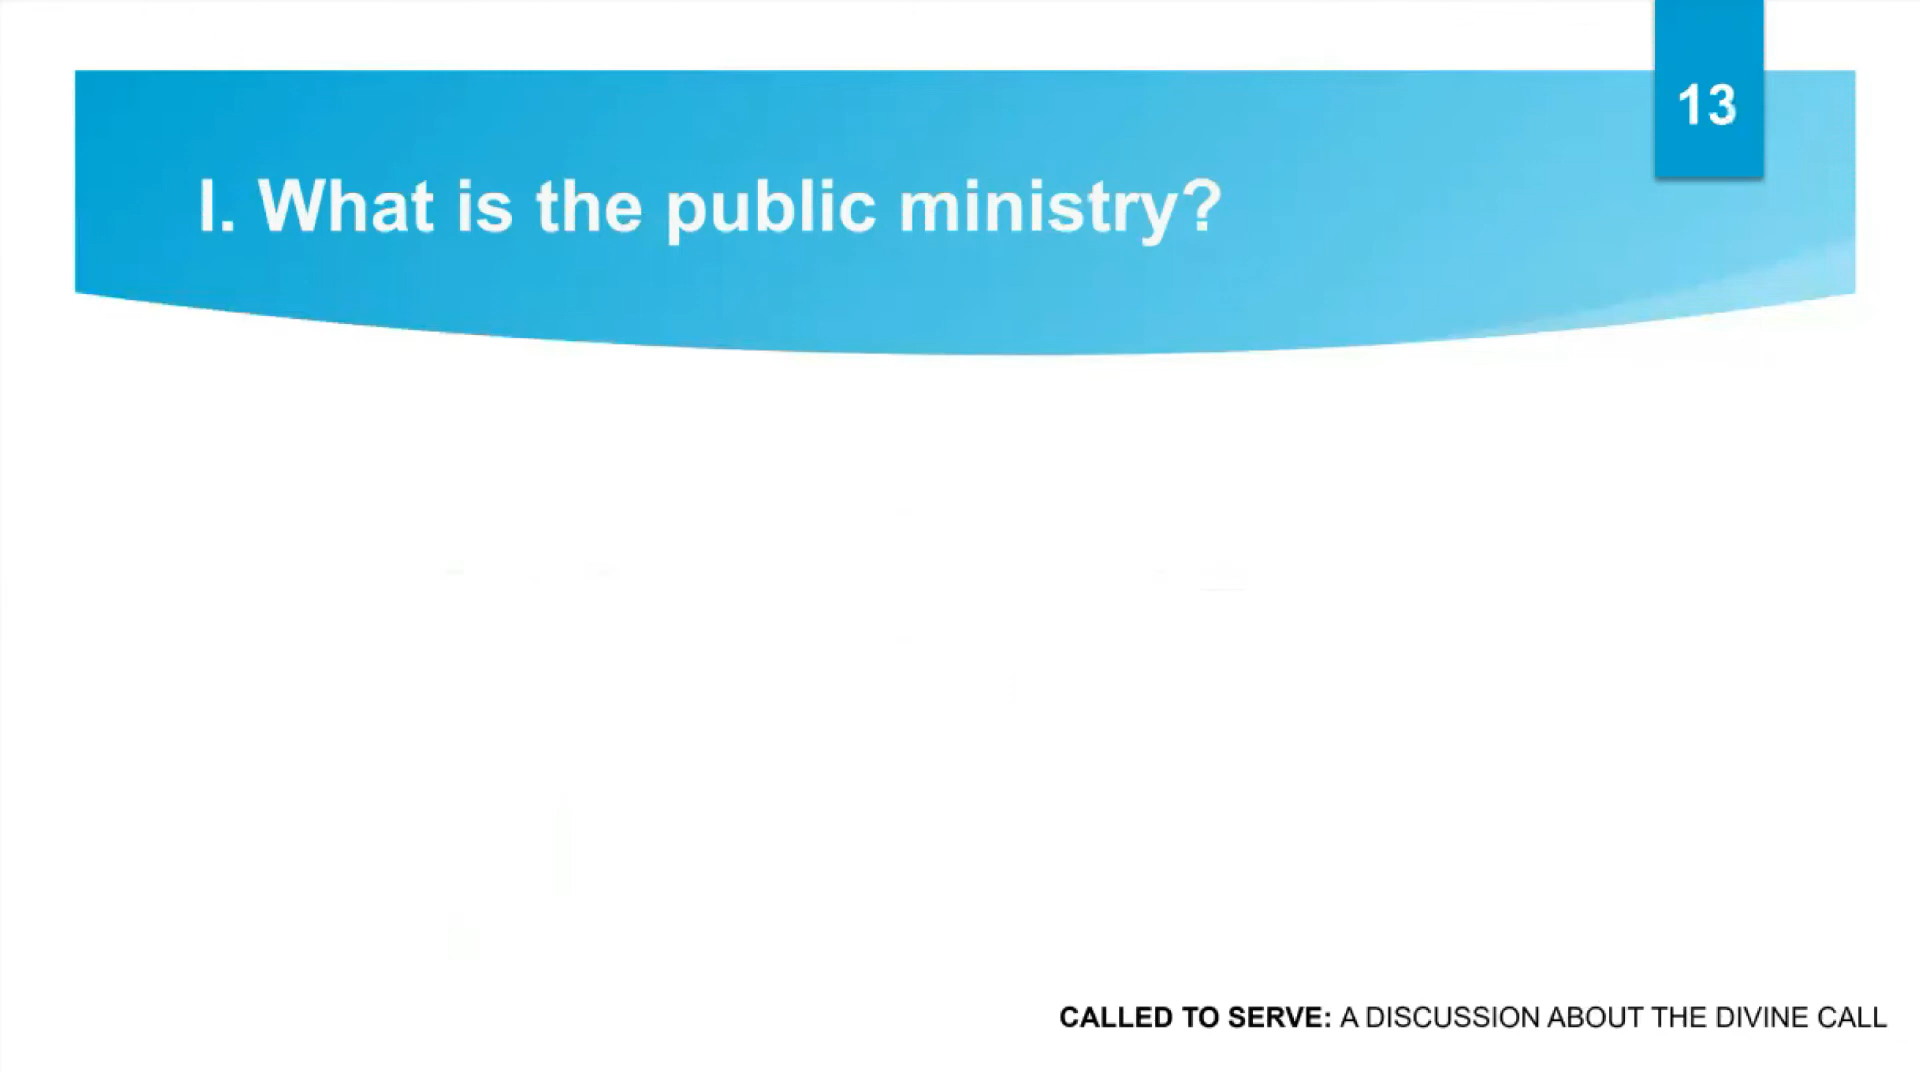 13
I. What is the public ministry?
CALLED TO SERVE: A DISCUSSION ABOUT THE DIVINE CALL